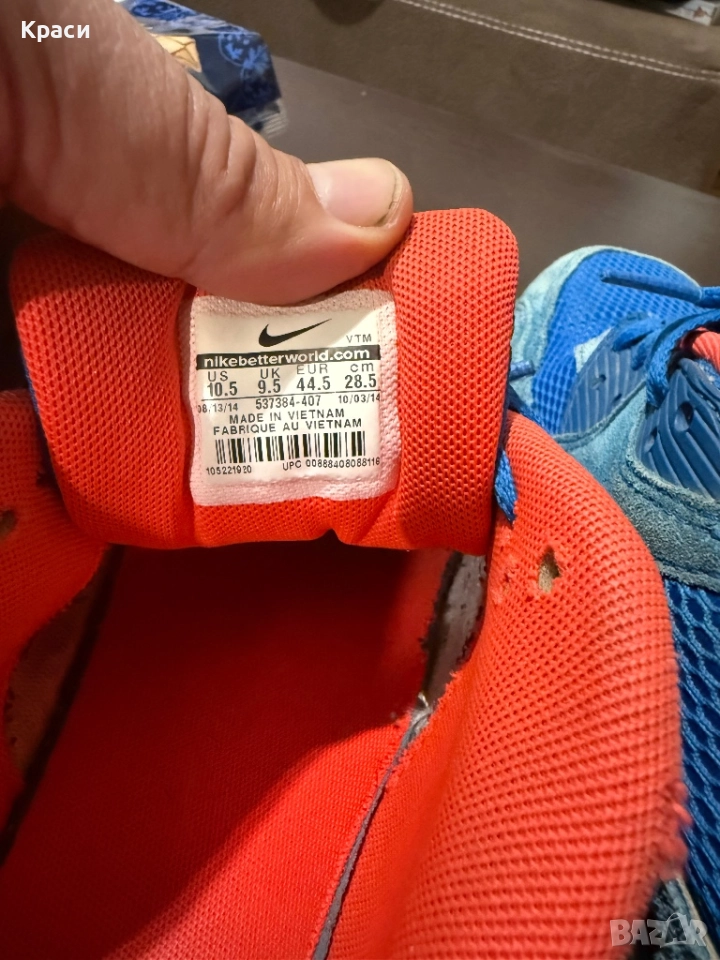 Краси
VTM
nikebetterworld.com
US UK EUR cm
10.5 9.5 44.5 28.5
08/13/14 537384-407 10/03/14
MADE IN VIETNAM
FABRIQUE AU VIETNAM
105221920 UPC 00888408088116
BAZAR